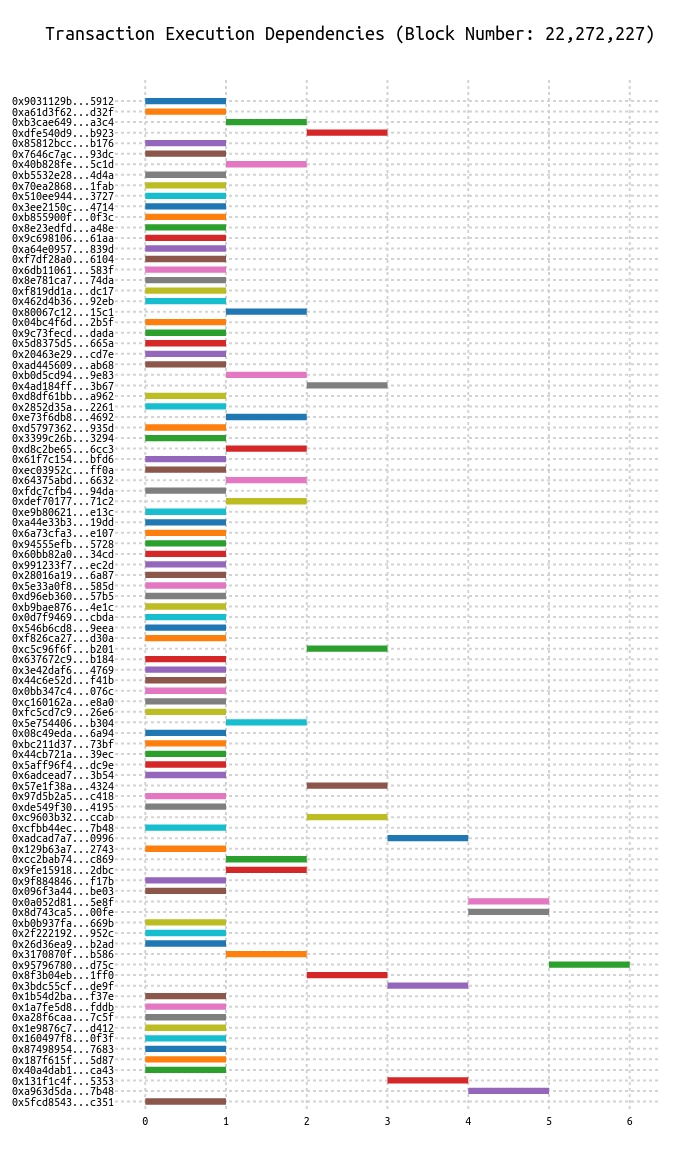 Transaction Execution Dependencies (Block Number: 22,272,227)
0x9031129b...5912
0xa61d3f62...d32f
0xb3cae649...a3c4
0xdfe540d9...b923
0x85812bcc...b176
0x7646c7ac...93dc
0x40b828fe...5c1d
0xb5532e28...4d4a
0x70ea2868...1fab
0x510ee944...3727
0x3ee2150c...4714
0xb855900f...0f3c
0x8e23edfd...a48e
0x9c698106...61aa
0xa64e0957...839d
0xf7df28a0...6104
0x6db11061...583f
0x8e781ca7...74da
0xf819dd1a...dc17
0x462d4b36...92eb
0x80067c12...15c1
0x04bc4f6d...2b5f
0x9c73fecd...dada
0x5d8375d5...665a
0x20463e29...cd7e
0xad445609...ab68
0xb0d5cd94...9e83
0x4ad184ff...3b67
0xd8df61bb...a962
0x2852d35a...2261
0xe73f6db8...4692
0xd5797362...935d
0x3399c26b...3294
0xd8c2be65...6cc3
0x61f7c154...bfd6
0xec03952c...ff0a
0x64375abd...6632
0xfdc7cfb4...94da
0xdef70177...71c2
0xe9b80621...e13c
0xa44e33b3...19dd
0x6a73cfa3...e107
0x94555efb...5728
0x60bb82a0...34cd
0x991233f7...ec2d
0x28016a19...6a87
0x5e33a0f8...585d
0xd96eb360...57b5
0xb9bae876...4e1c
0x0d7f9469...cbda
0x546b6cd8...9eea
0xf826ca27...d30a
0xc5c96f6f...b201
0x637672c9...b184
0x3e42daf6...4769
0x44c6e52d...f41b
0x0bb347c4...076c
0xc160162a...e8a0
0xfc5cd7c9...26e6
0x5e754406...b304
0x08c49eda...6a94
0xbc211d37...73bf
0x44cb721a...39ec
0x5aff96f4...dc9e
0x6adcead7...3b54
0x57e1f38a...4324
0x97d5b2a5...c418
0xde549f30...4195
0xc9603b32...ccab
0xcfbb44ec...7b48
0xadcad7a7...0996
0x129b63a7...2743
0xcc2bab74...c869
0x9fe15918...2dbc
0x9f884846...f17b
0x096f3a44...be03
0x0a052d81...5e8f
0x8d743ca5...00fe
0xb0b937fa...669b
0x2f222192...952c
0x26d36ea9...b2ad
0x3170870f...b586
0x95796780...d75c
0x8f3b04eb...1ff0
0x3bdc55cf...de9f
0x1b54d2ba...f37e
0x1a7fe5d8...fddb
0xa28f6caa...7c5f
0x1e9876c7...d412
0x160497f8...0f3f
0x87498954...7683
0x187f615f...5d87
0x40a4dab1...ca43
0x131f1c4f...5353
0xa963d5da...7b48
0x5fcd8543...c351
0 1 2 3 4 5 6